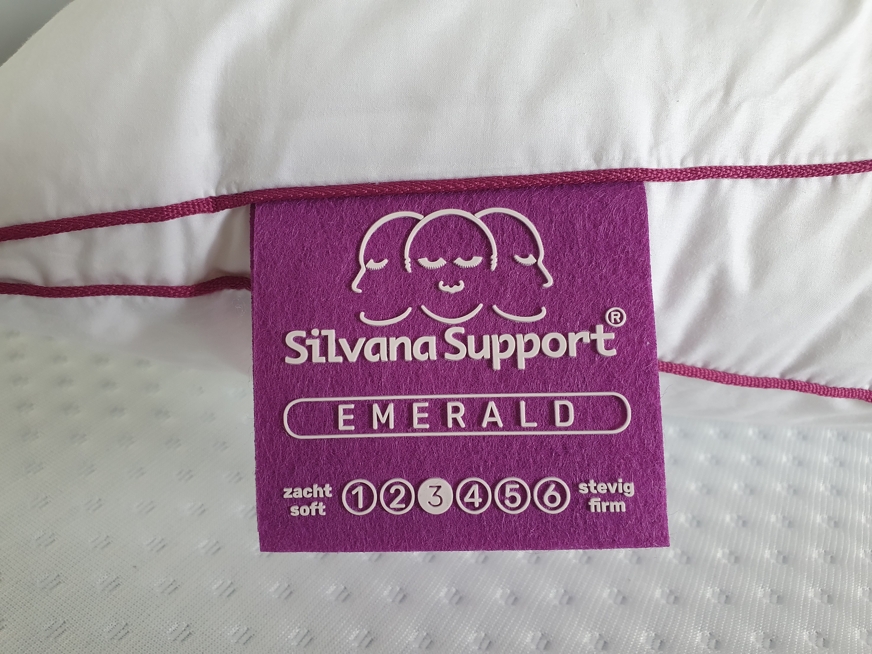 Silvana Support®
EMERALD
zacht 1 2 3 4 5 6 stevig
soft firm